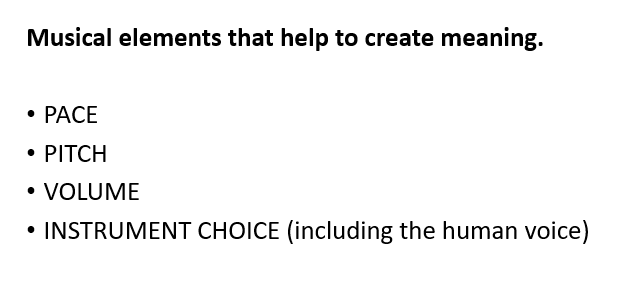 Musical elements that help to create meaning.
• PACE
• PITCH
• VOLUME
• INSTRUMENT CHOICE (including the human voice)